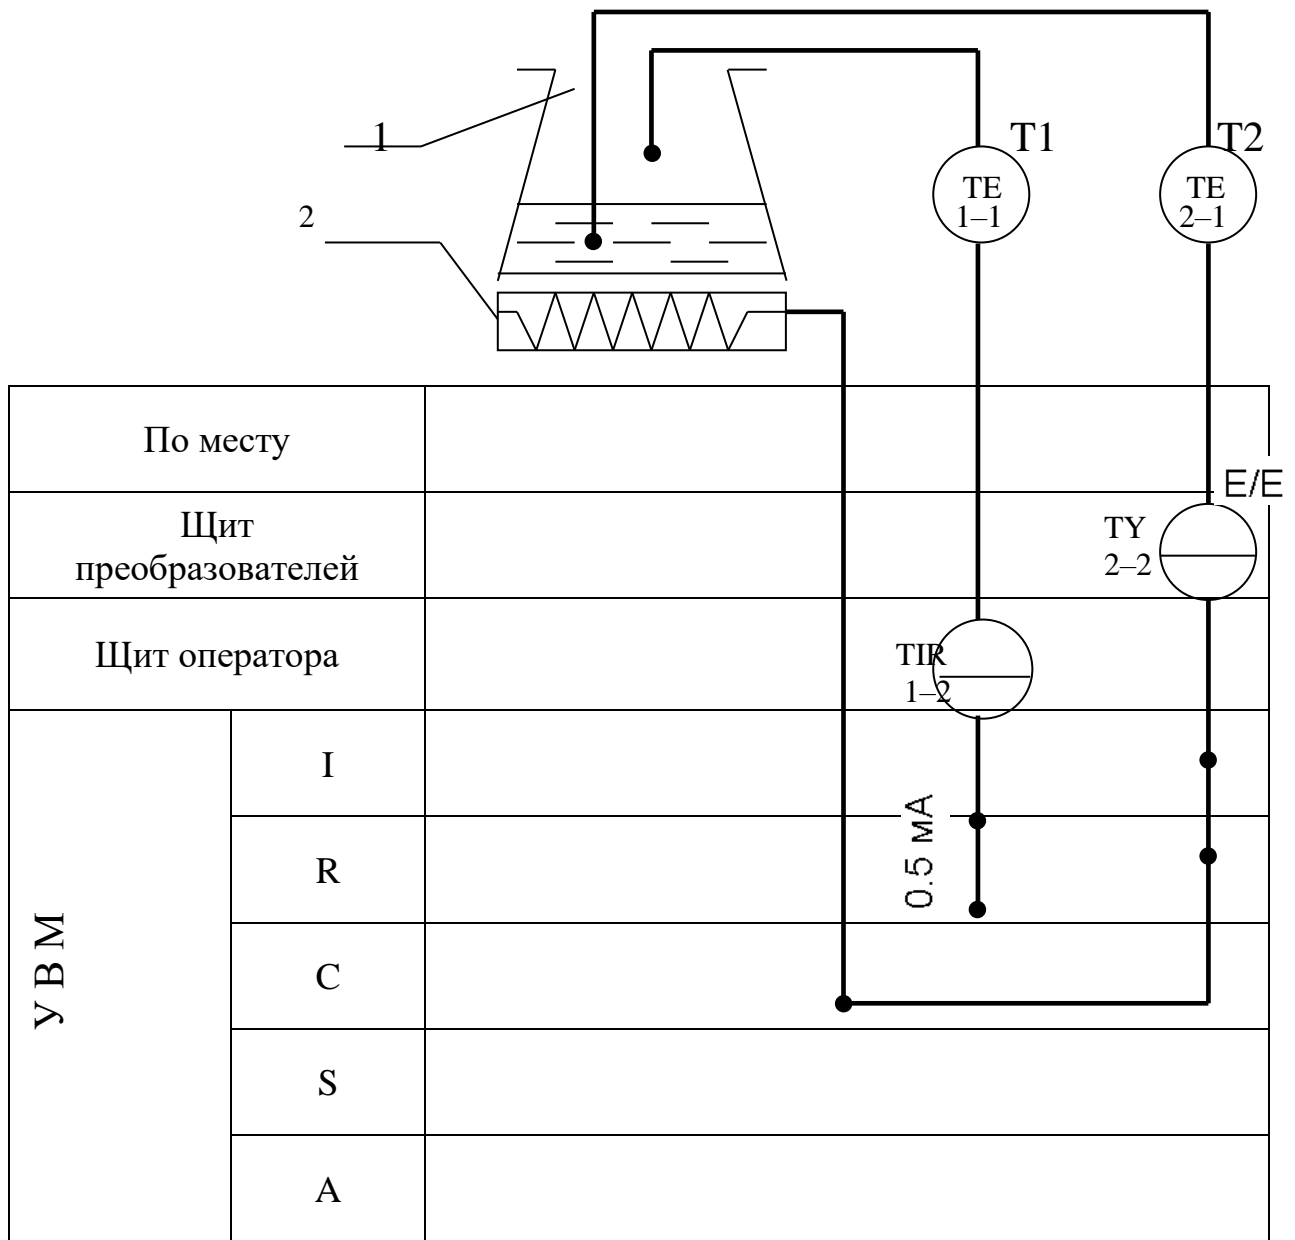 1
T1
T2
TE
1–1
TE
2–1
2
По месту
E/E
Щит
преобразователей
TY
2–2
Щит оператора
TIR
1–2
У В М
I
0.5 мА
R
C
S
A